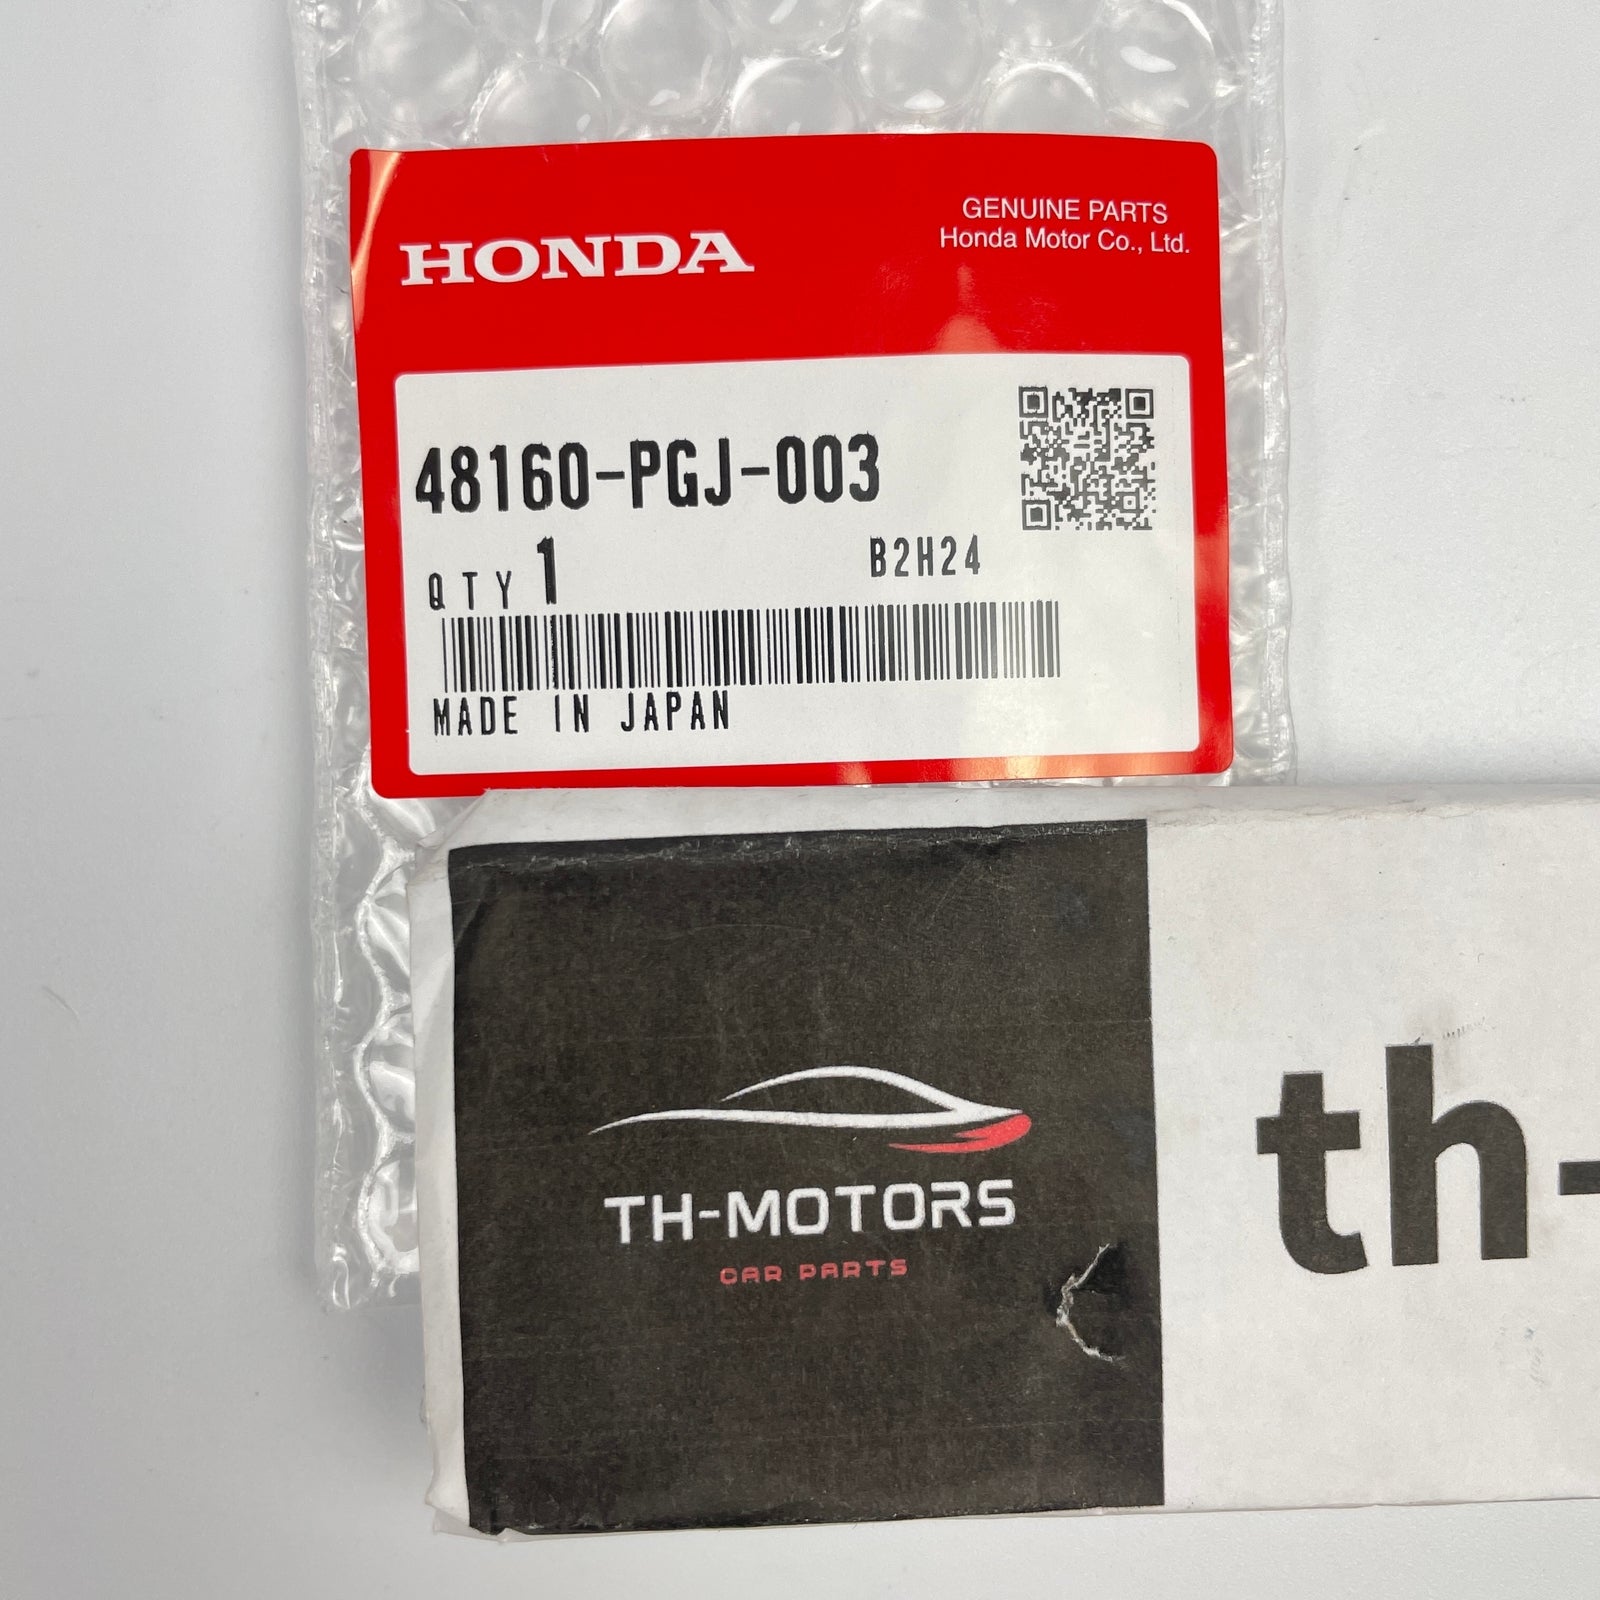 GENUINE PARTS
Honda Motor Co., Ltd.
HONDA
48160-PGJ-003
QTY 1
B2H24
MADE IN JAPAN
TH-MOTORS
CAR PARTS
th-